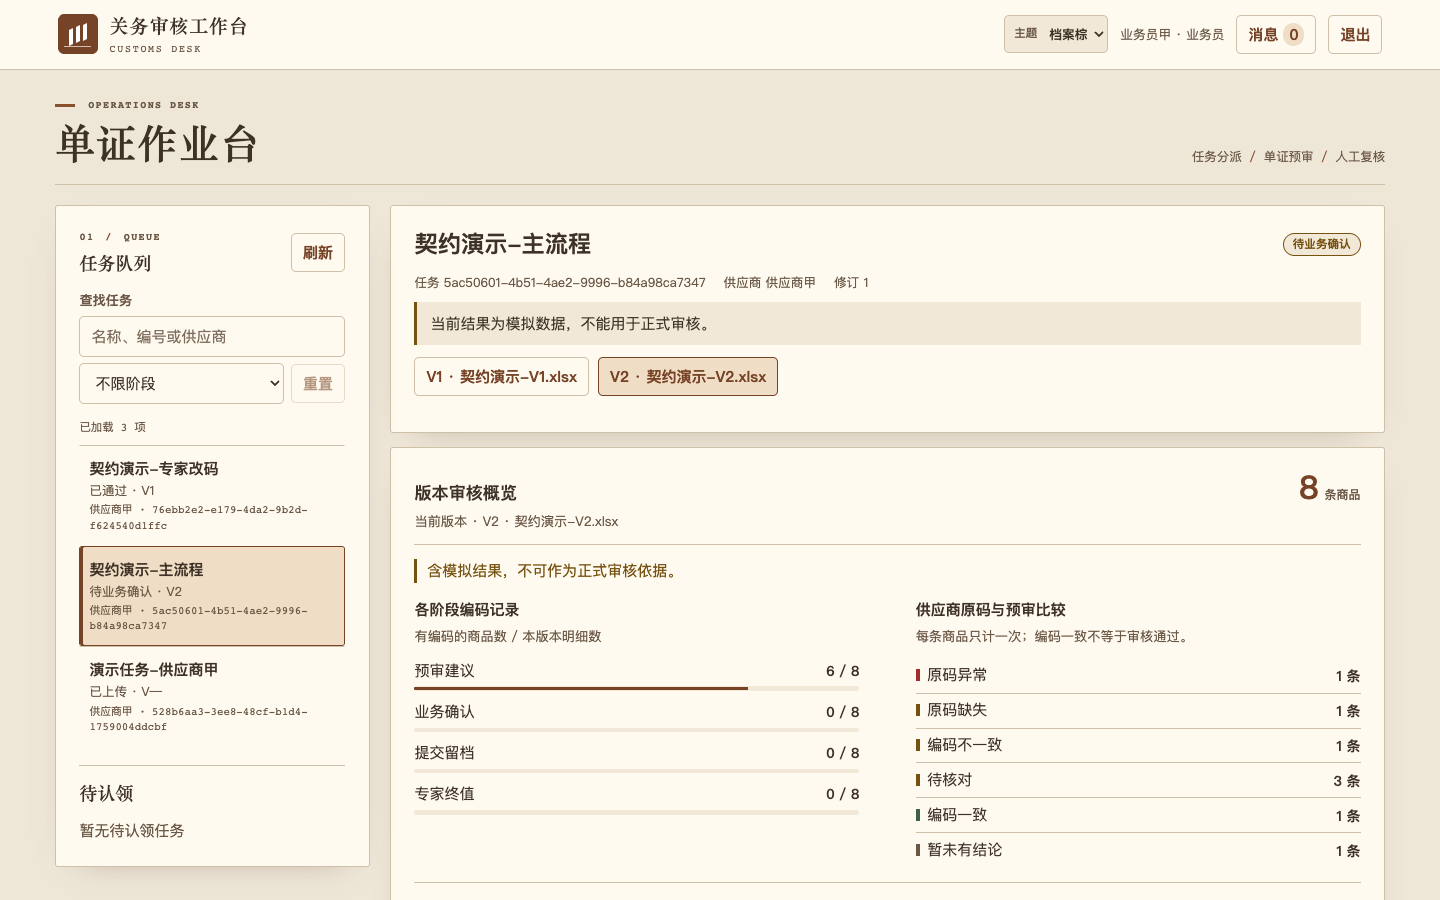 关务审核工作台
CUSTOMS DESK
主题 档案棕
业务员甲 · 业务员
消息 0
退出
OPERATIONS DESK
单证作业台
任务分派 / 单证预审 / 人工复核
01 / QUEUE
任务队列
刷新
查找任务
名称、编号或供应商
不限阶段
重置
已加载 3 项
契约演示-专家改码
已通过 · V1
供应商甲 · 76ebb2e2-e179-4da2-9b2d-
f624540d1ffc
契约演示-主流程
待业务确认 · V2
供应商甲 · 5ac50601-4b51-4ae2-9996-
b84a98ca7347
演示任务-供应商甲
已上传 · V—
供应商甲 · 528b6aa3-3ee8-48cf-b1d4-
1759004ddcbf
待认领
暂无待认领任务
契约演示-主流程
待业务确认
任务 5ac50601-4b51-4ae2-9996-b84a98ca7347 供应商 供应商甲 修订 1
当前结果为模拟数据，不能用于正式审核。
V1 · 契约演示-V1.xlsx
V2 · 契约演示-V2.xlsx
版本审核概览
8 条商品
当前版本 · V2 · 契约演示-V2.xlsx
含模拟结果，不可作为正式审核依据。
各阶段编码记录
有编码的商品数 / 本版本明细数
预审建议 6 / 8
业务确认 0 / 8
提交留档 0 / 8
专家终值 0 / 8
供应商原码与预审比较
每条商品只计一次；编码一致不等于审核通过。
原码异常 1 条
原码缺失 1 条
编码不一致 1 条
待核对 3 条
编码一致 1 条
暂未有结论 1 条